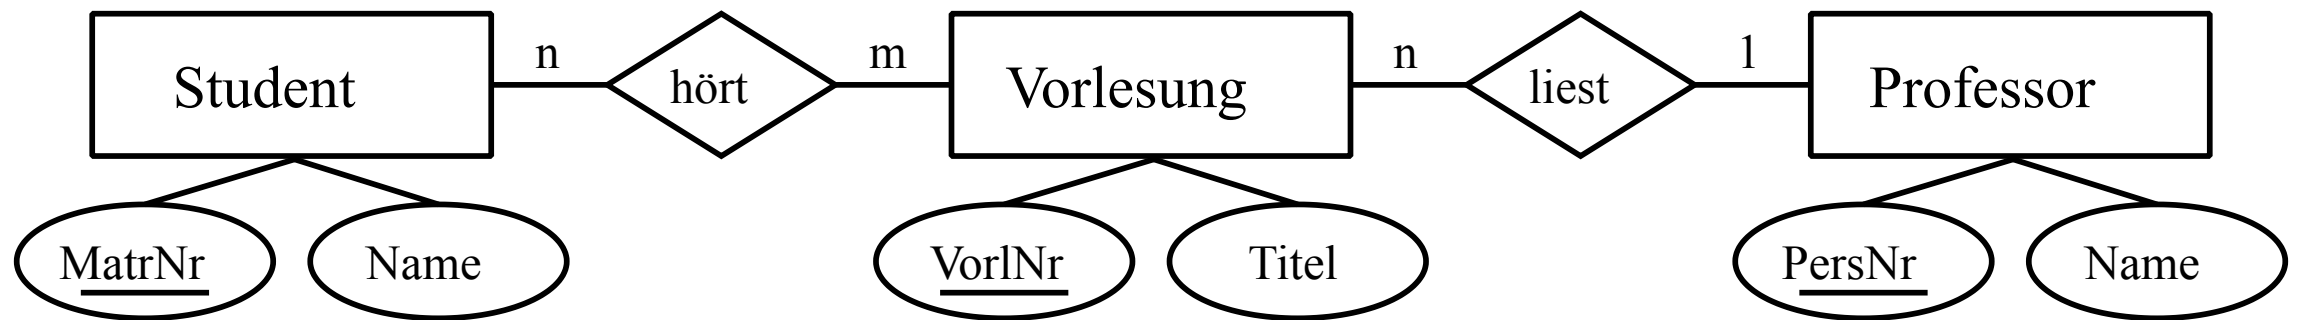 Student n hört m Vorlesung n liest 1 Professor
MatrNr Name VorlNr Titel PersNr Name